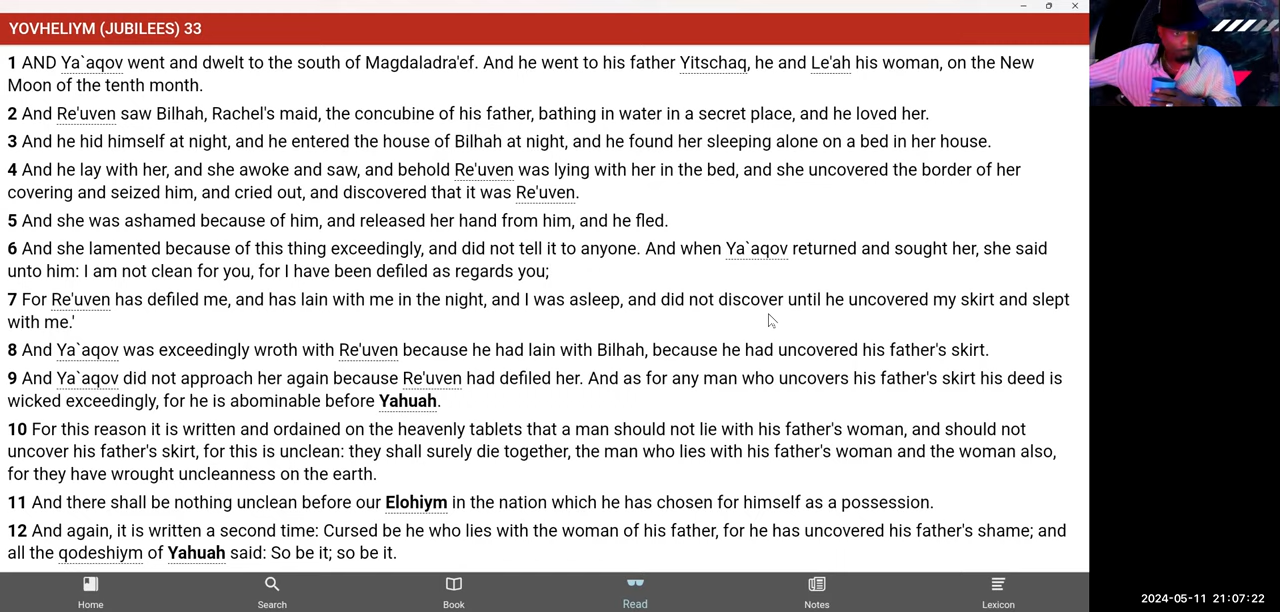 YOVHELIYM (JUBILEES) 33
1 AND Ya`aqov went and dwelt to the south of Magdaladra'ef. And he went to his father Yitschaq, he and Le'ah his woman, on the New
Moon of the tenth month.
2 And Re'uven saw Bilhah, Rachel's maid, the concubine of his father, bathing in water in a secret place, and he loved her.
3 And he hid himself at night, and he entered the house of Bilhah at night, and he found her sleeping alone on a bed in her house.
4 And he lay with her, and she awoke and saw, and behold Re'uven was lying with her in the bed, and she uncovered the border of her
covering and seized him, and cried out, and discovered that it was Re'uven.
5 And she was ashamed because of him, and released her hand from him, and he fled.
6 And she lamented because of this thing exceedingly, and did not tell it to anyone. And when Ya`aqov returned and sought her, she said
unto him: I am not clean for you, for I have been defiled as regards you;
7 For Re'uven has defiled me, and has lain with me in the night, and I was asleep, and did not discover until he uncovered my skirt and slept
with me.'
8 And Ya`aqov was exceedingly wroth with Re'uven because he had lain with Bilhah, because he had uncovered his father's skirt.
9 And Ya`aqov did not approach her again because Re'uven had defiled her. And as for any man who uncovers his father's skirt his deed is
wicked exceedingly, for he is abominable before Yahuah.
10 For this reason it is written and ordained on the heavenly tablets that a man should not lie with his father's woman, and should not
uncover his father's skirt, for this is unclean: they shall surely die together, the man who lies with his father's woman and the woman also,
for they have wrought uncleanness on the earth.
11 And there shall be nothing unclean before our Elohiym in the nation which he has chosen for himself as a possession.
12 And again, it is written a second time: Cursed be he who lies with the woman of his father, for he has uncovered his father's shame; and
all the qodeshiym of Yahuah said: So be it; so be it.
Home Search Book Read Notes Lexicon
2024-05-11 21:07:22